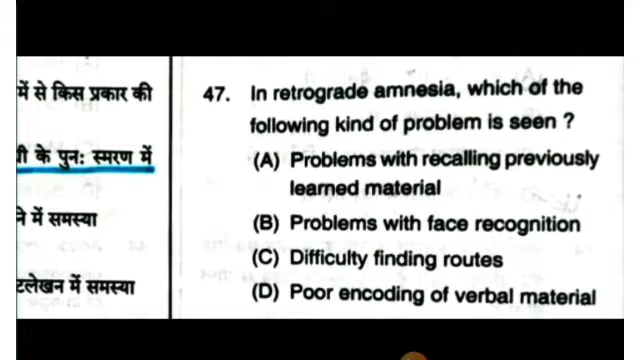 में से किस प्रकार की
के पुनः स्मरण में
ने में समस्या
टलेखन में समस्या
47. In retrograde amnesia, which of the
following kind of problem is seen ?
(A) Problems with recalling previously
learned material
(B) Problems with face recognition
(C) Difficulty finding routes
(D) Poor encoding of verbal material